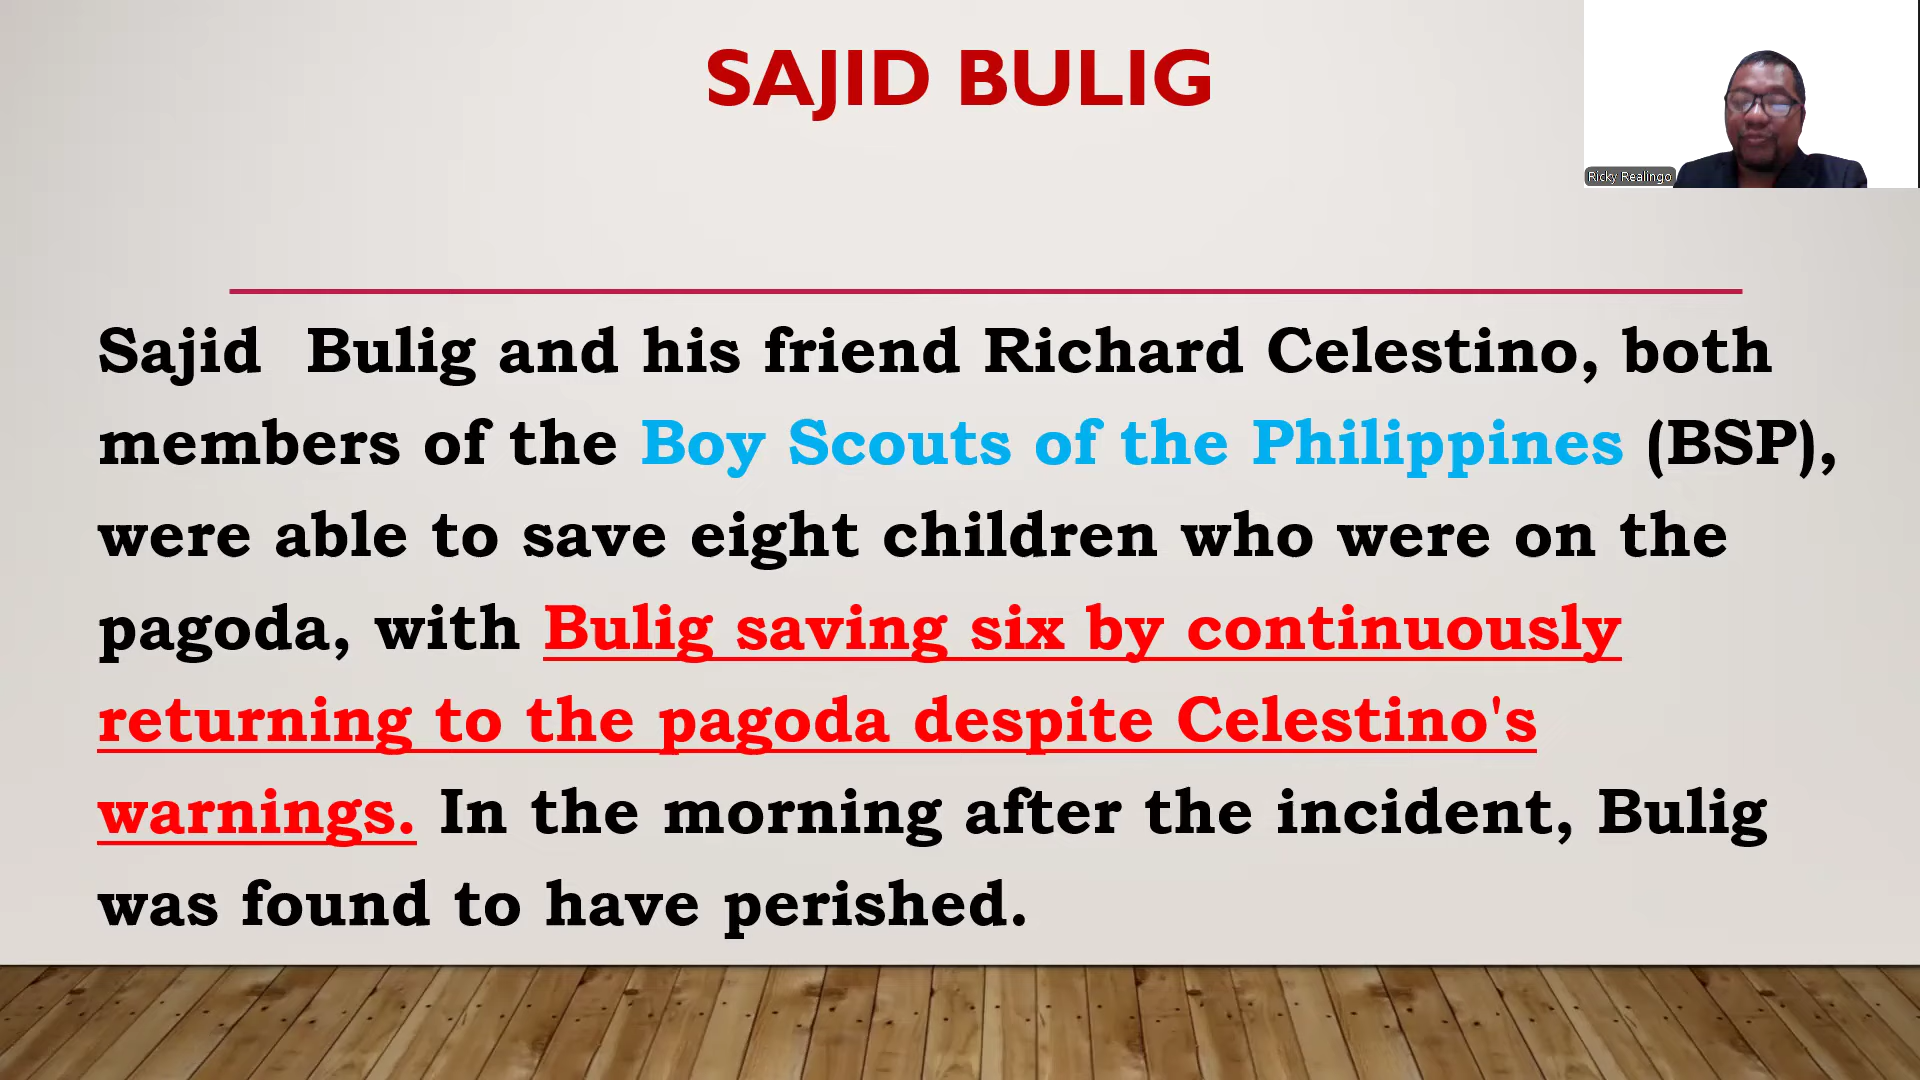 SAJID BULIG
Ricky Realingo
Sajid  Bulig and his friend Richard Celestino, both
members of the Boy Scouts of the Philippines (BSP),
were able to save eight children who were on the
pagoda, with Bulig saving six by continuously
returning to the pagoda despite Celestino's
warnings. In the morning after the incident, Bulig
was found to have perished.